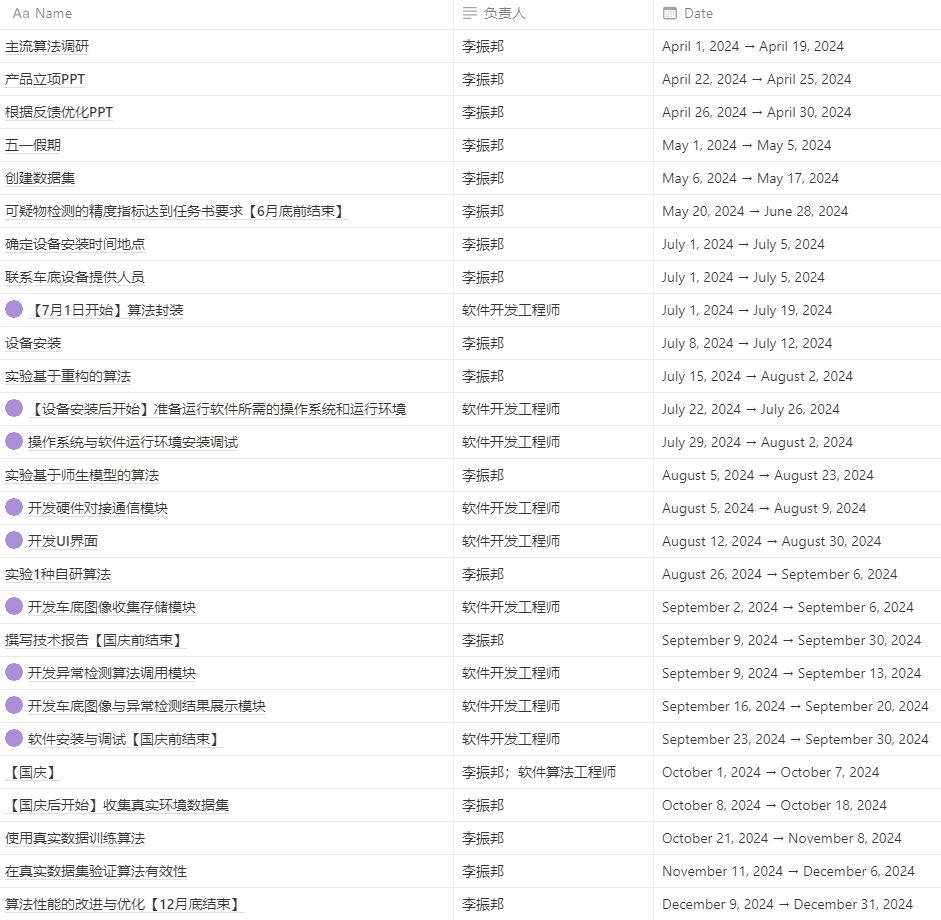 Aa Name 负责人 Date
主流算法调研 李振邦 April 1, 2024 → April 19, 2024
产品立项PPT 李振邦 April 22, 2024 → April 25, 2024
根据反馈优化PPT 李振邦 April 26, 2024 → April 30, 2024
五一假期 李振邦 May 1, 2024 → May 5, 2024
创建数据集 李振邦 May 6, 2024 → May 17, 2024
可疑物检测的精度指标达到任务书要求【6月底前结束】 李振邦 May 20, 2024 → June 28, 2024
确定设备安装时间地点 李振邦 July 1, 2024 → July 5, 2024
联系车底设备提供人员 李振邦 July 1, 2024 → July 5, 2024
【7月1日开始】算法封装 软件开发工程师 July 1, 2024 → July 19, 2024
设备安装 李振邦 July 8, 2024 → July 12, 2024
实验基于重构的算法 李振邦 July 15, 2024 → August 2, 2024
【设备安装后开始】准备运行软件所需的操作系统和运行环境 软件开发工程师 July 22, 2024 → July 26, 2024
操作系统与软件运行环境安装调试 软件开发工程师 July 29, 2024 → August 2, 2024
实验基于师生模型的算法 李振邦 August 5, 2024 → August 23, 2024
开发硬件对接通信模块 软件开发工程师 August 5, 2024 → August 9, 2024
开发UI界面 软件开发工程师 August 12, 2024 → August 30, 2024
实验1种自研算法 李振邦 August 26, 2024 → September 6, 2024
开发车底图像收集存储模块 软件开发工程师 September 2, 2024 → September 6, 2024
撰写技术报告【国庆前结束】 李振邦 September 9, 2024 → September 30, 2024
开发异常检测算法调用模块 软件开发工程师 September 9, 2024 → September 13, 2024
开发车底图像与异常检测结果展示模块 软件开发工程师 September 16, 2024 → September 20, 2024
软件安装与调试【国庆前结束】 软件开发工程师 September 23, 2024 → September 30, 2024
【国庆】 李振邦；软件算法工程师 October 1, 2024 → October 7, 2024
【国庆后开始】收集真实环境数据集 李振邦 October 8, 2024 → October 18, 2024
使用真实数据训练算法 李振邦 October 21, 2024 → November 8, 2024
在真实数据集验证算法有效性 李振邦 November 11, 2024 → December 6, 2024
算法性能的改进与优化【12月底结束】 李振邦 December 9, 2024 → December 31, 2024